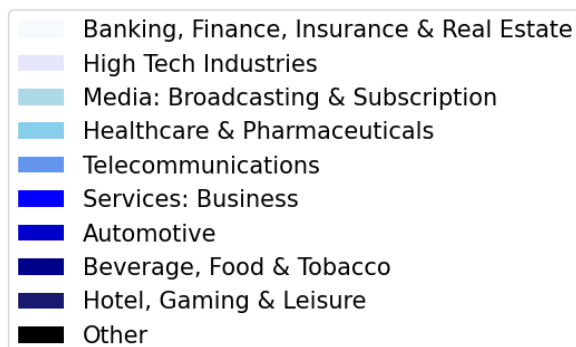 Banking, Finance, Insurance & Real Estate
High Tech Industries
Media: Broadcasting & Subscription
Healthcare & Pharmaceuticals
Telecommunications
Services: Business
Automotive
Beverage, Food & Tobacco
Hotel, Gaming & Leisure
Other